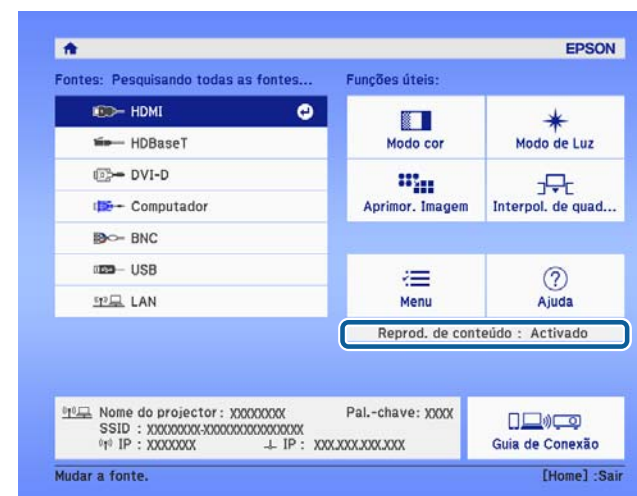 EPSON
Fontes: Pesquisando todas as fontes...
HDMI
HDBaseT
DVI-D
Computador
BNC
USB
LAN
Funções úteis:
Modo cor
Modo de Luz
Aprimor. Imagem
Interpol. de quad...
Menu
Ajuda
Reprod. de conteúdo : Activado
Nome do projector : XXXXXXXX
Pal.-chave: XXXX
SSID : XXXXXXXX-XXXXXXXXXXXXXX
IP : XXXXXXX
IP : XXX.XXX.XXX.XXX
Guia de Conexão
Mudar a fonte.
[Home] :Sair